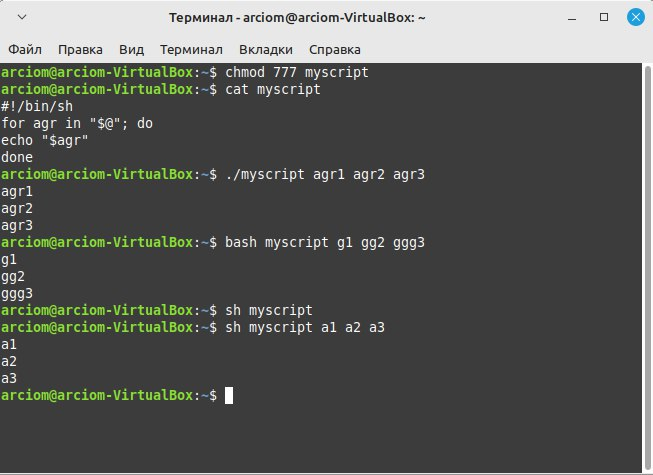 Терминал - arciom@arciom-VirtualBox: ~
Файл Правка Вид Терминал Вкладки Справка
arciom@arciom-VirtualBox:~$ chmod 777 myscript
arciom@arciom-VirtualBox:~$ cat myscript
#!/bin/sh
for agr in "$@"; do
echo "$agr"
done
arciom@arciom-VirtualBox:~$ ./myscript agr1 agr2 agr3
agr1
agr2
agr3
arciom@arciom-VirtualBox:~$ bash myscript g1 gg2 ggg3
g1
gg2
ggg3
arciom@arciom-VirtualBox:~$ sh myscript
arciom@arciom-VirtualBox:~$ sh myscript a1 a2 a3
a1
a2
a3
arciom@arciom-VirtualBox:~$